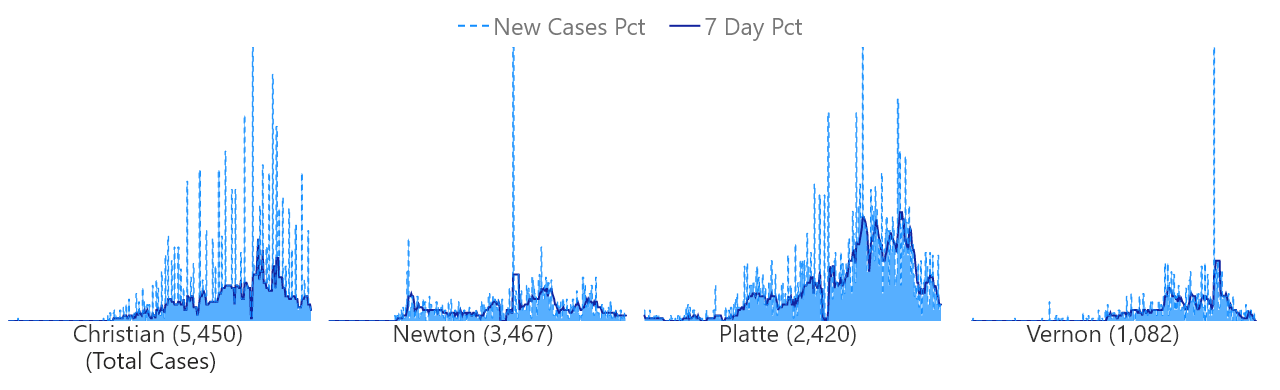 New Cases Pct 7 Day Pct
Christian (5,450) Newton (3,467) Platte (2,420) Vernon (1,082)
(Total Cases)